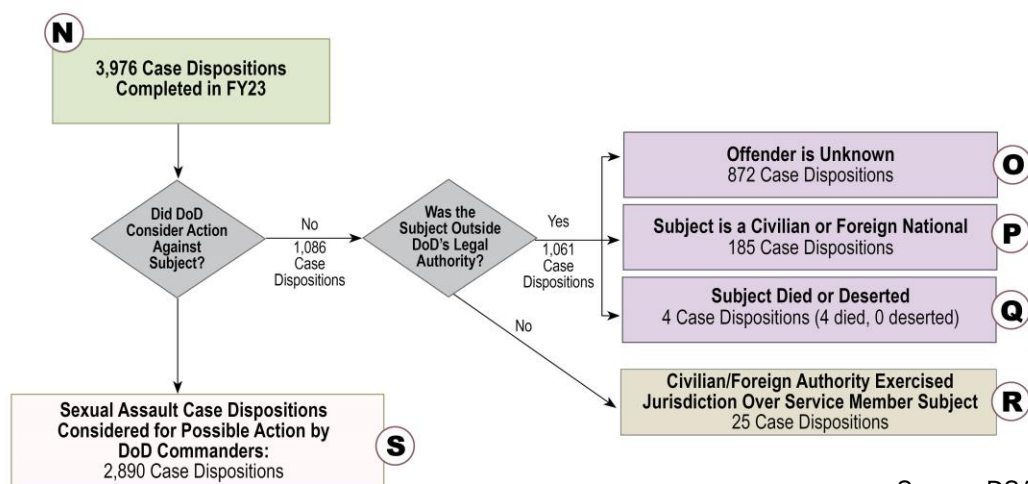 N
3,976 Case Dispositions
Completed in FY23
Did DoD
Consider Action
Against
Subject?
No
1,086
Case
Dispositions
Was the
Subject Outside
DoD's Legal
Authority?
Yes
1,061
Case
Dispositions
Offender is Unknown
872 Case Dispositions
O
Subject is a Civilian or Foreign National
185 Case Dispositions
P
Subject Died or Deserted
4 Case Dispositions (4 died, 0 deserted)
Q
No
Civilian/Foreign Authority Exercised
Jurisdiction Over Service Member Subject
25 Case Dispositions
R
Sexual Assault Case Dispositions
Considered for Possible Action by
DoD Commanders:
2,890 Case Dispositions
S